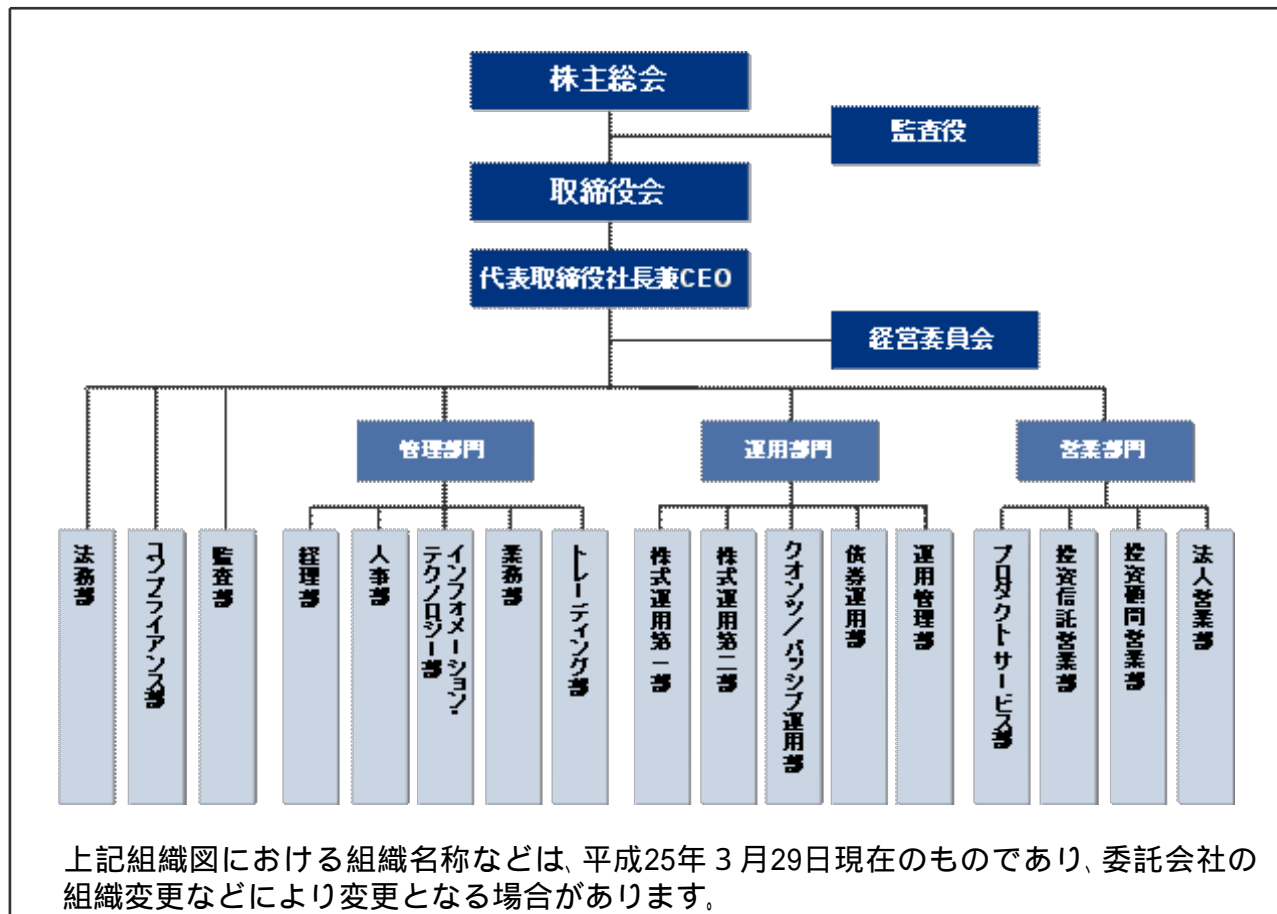 株主総会
監査役
取締役会
代表取締役社長兼CEO
経営委員会
管理部門
運用部門
営業部門
法務部
コンプライアンス部
監査部
経理部
人事部
インフォメーション・
テクノロジー部
業務部
トレーディング部
株式運用第一部
株式運用第二部
クオンツ/パッシブ運用部
債券運用部
運用管理部
プロダクトサービス部
投資信託営業部
投資顧問営業部
法人営業部
上記組織図における組織名称などは、平成25年3月29日現在のものであり、委託会社の
組織変更などにより変更となる場合があります。